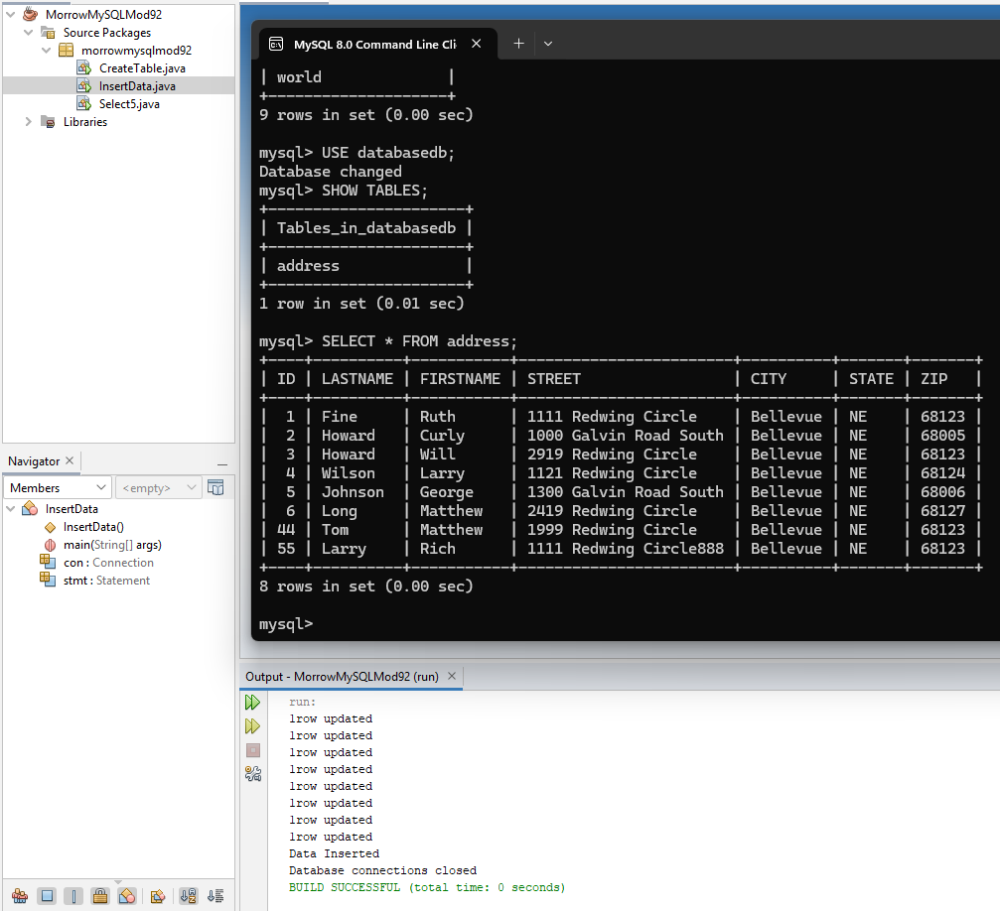 MorrowMySQLMod92
Source Packages
morrowmysqlmod92
CreateTable.java
InsertData.java
Select5.java
Libraries
Navigator
Members
<empty>
InsertData
InsertData()
main(String[] args)
con : Connection
stmt : Statement
MySQL 8.0 Command Line Cli
| world              |
+--------------------+
9 rows in set (0.00 sec)
mysql> USE databasedb;
Database changed
mysql> SHOW TABLES;
+----------------------+
| Tables_in_databasedb |
+----------------------+
| address              |
+----------------------+
1 row in set (0.01 sec)
mysql> SELECT * FROM address;
+----+----------+-----------+------------------------+----------+-------+-------+
| ID | LASTNAME | FIRSTNAME | STREET                 | CITY     | STATE | ZIP   |
+----+----------+-----------+------------------------+----------+-------+-------+
|  1 | Fine     | Ruth      | 1111 Redwing Circle    | Bellevue | NE    | 68123 |
|  2 | Howard   | Curly     | 1000 Galvin Road South | Bellevue | NE    | 68005 |
|  3 | Howard   | Will      | 2919 Redwing Circle    | Bellevue | NE    | 68123 |
|  4 | Wilson   | Larry     | 1121 Redwing Circle    | Bellevue | NE    | 68124 |
|  5 | Johnson  | George    | 1300 Galvin Road South | Bellevue | NE    | 68006 |
|  6 | Long     | Matthew   | 2419 Redwing Circle    | Bellevue | NE    | 68127 |
| 44 | Tom      | Matthew   | 1999 Redwing Circle    | Bellevue | NE    | 68123 |
| 55 | Larry    | Rich      | 1111 Redwing Circle888 | Bellevue | NE    | 68123 |
+----+----------+-----------+------------------------+----------+-------+-------+
8 rows in set (0.00 sec)
mysql>
Output - MorrowMySQLMod92 (run)
run:
1row updated
1row updated
1row updated
1row updated
1row updated
1row updated
1row updated
1row updated
Data Inserted
Database connections closed
BUILD SUCCESSFUL (total time: 0 seconds)